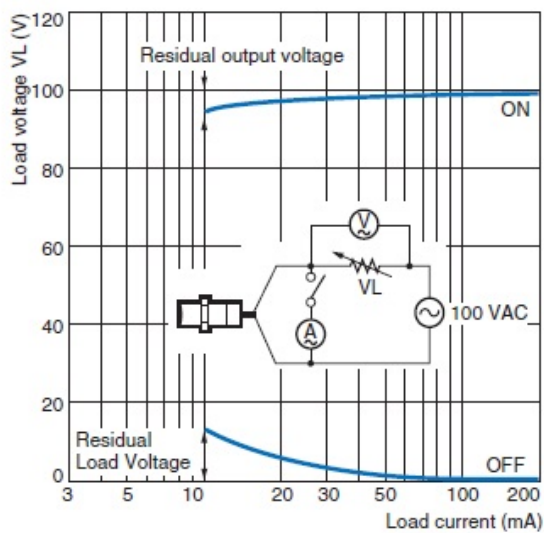 Load voltage VL (V)
120
100
80
60
40
20
0
Residual output voltage
ON
V
VL
A
100 VAC
Residual
Load Voltage
OFF
3 5 10 20 30 50 100 200
Load current (mA)